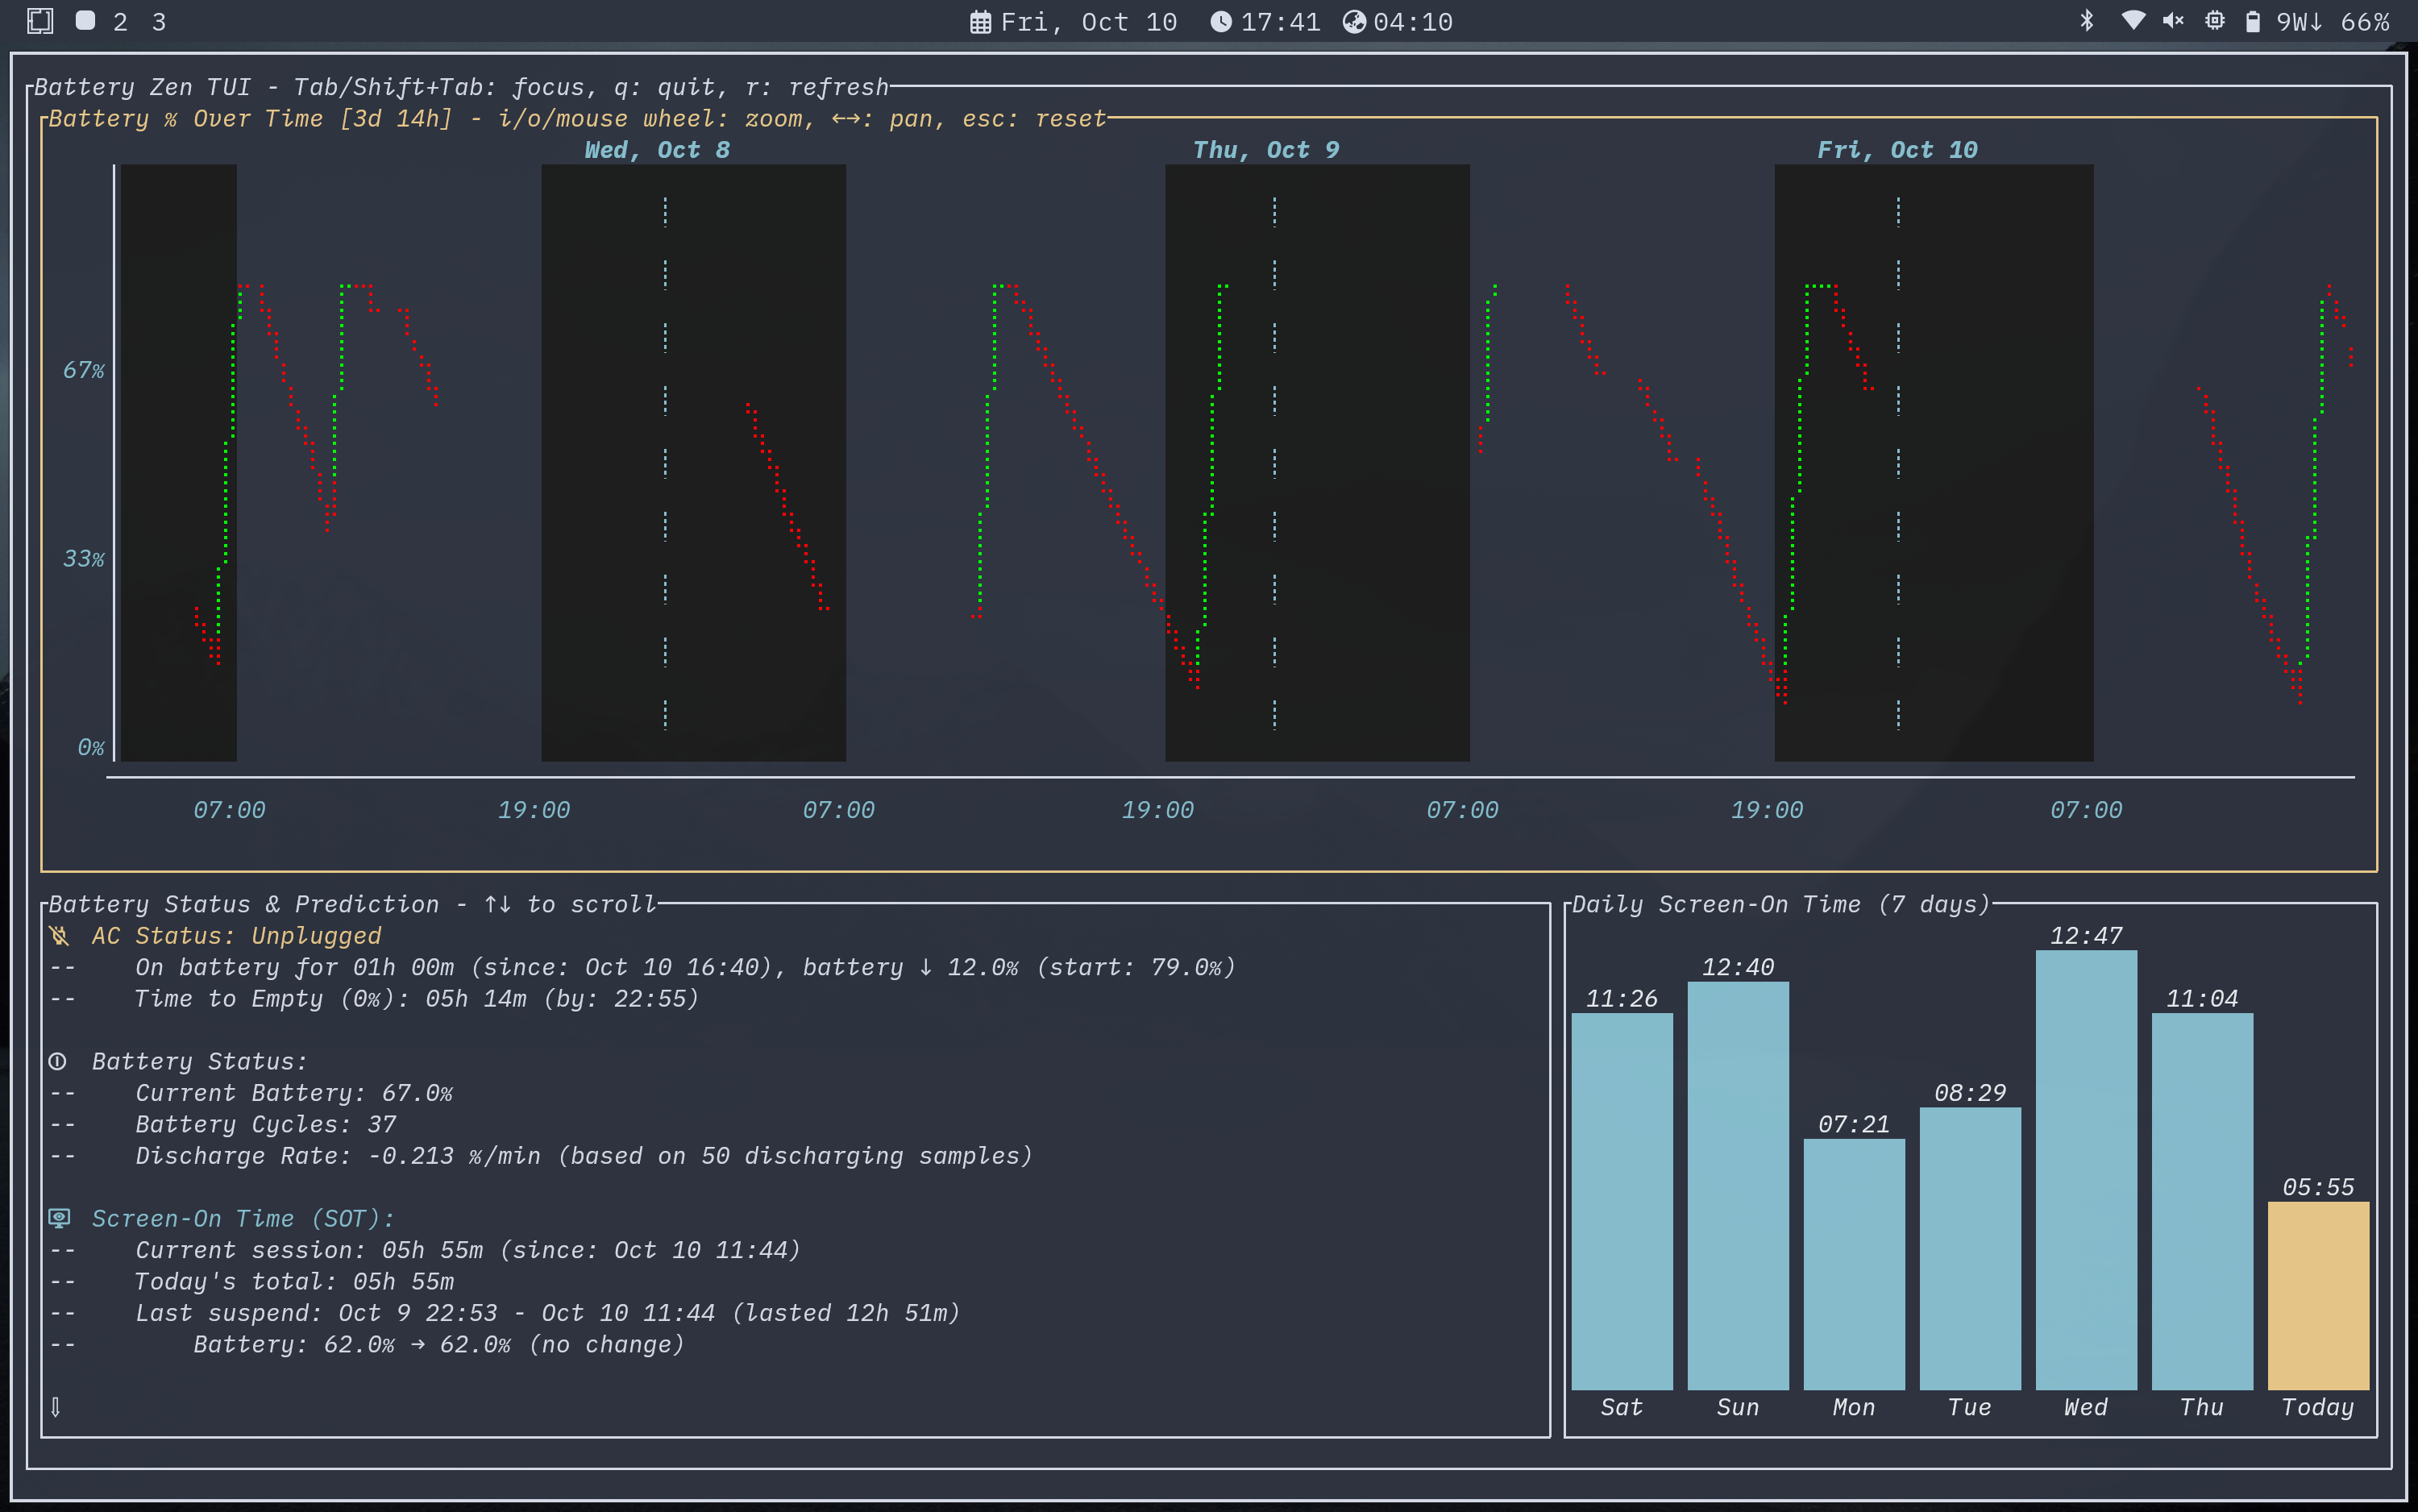 2 3 Fri, Oct 10 17:41 04:10 9W↓ 66%
Battery Zen TUI - Tab/Shift+Tab: focus, q: quit, r: refresh
Battery % Over Time [3d 14h] - i/o/mouse wheel: zoom, ←→: pan, esc: reset
Wed, Oct 8 Thu, Oct 9 Fri, Oct 10
67%
33%
0%
07:00 19:00 07:00 19:00 07:00 19:00 07:00
Battery Status & Prediction - ↑↓ to scroll
AC Status: Unplugged
-- On battery for 01h 00m (since: Oct 10 16:40), battery ↓ 12.0% (start: 79.0%)
-- Time to Empty (0%): 05h 14m (by: 22:55)
Battery Status:
-- Current Battery: 67.0%
-- Battery Cycles: 37
-- Discharge Rate: -0.213 %/min (based on 50 discharging samples)
Screen-On Time (SOT):
-- Current session: 05h 55m (since: Oct 10 11:44)
-- Today's total: 05h 55m
-- Last suspend: Oct 9 22:53 - Oct 10 11:44 (lasted 12h 51m)
-- Battery: 62.0% → 62.0% (no change)
⇩
Daily Screen-On Time (7 days)
11:26 12:40 07:21 08:29 12:47 11:04 05:55
Sat Sun Mon Tue Wed Thu Today